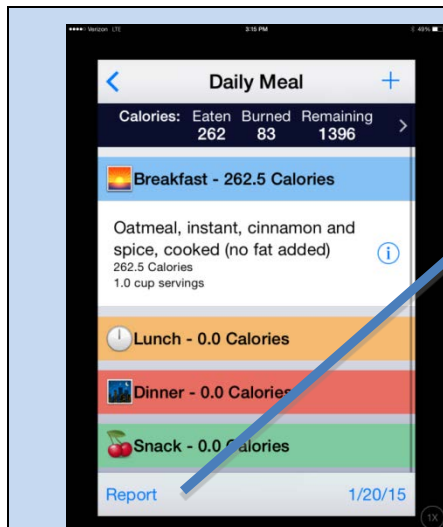 Verizon LTE 3:15 PM 49%
Daily Meal +
Calories: Eaten Burned Remaining
262 83 1396 >
Breakfast - 262.5 Calories
Oatmeal, instant, cinnamon and
spice, cooked (no fat added)
262.5 Calories
1.0 cup servings
Lunch - 0.0 Calories
Dinner - 0.0 Calories
Snack - 0.0 Calories
Report 1/20/15
1X